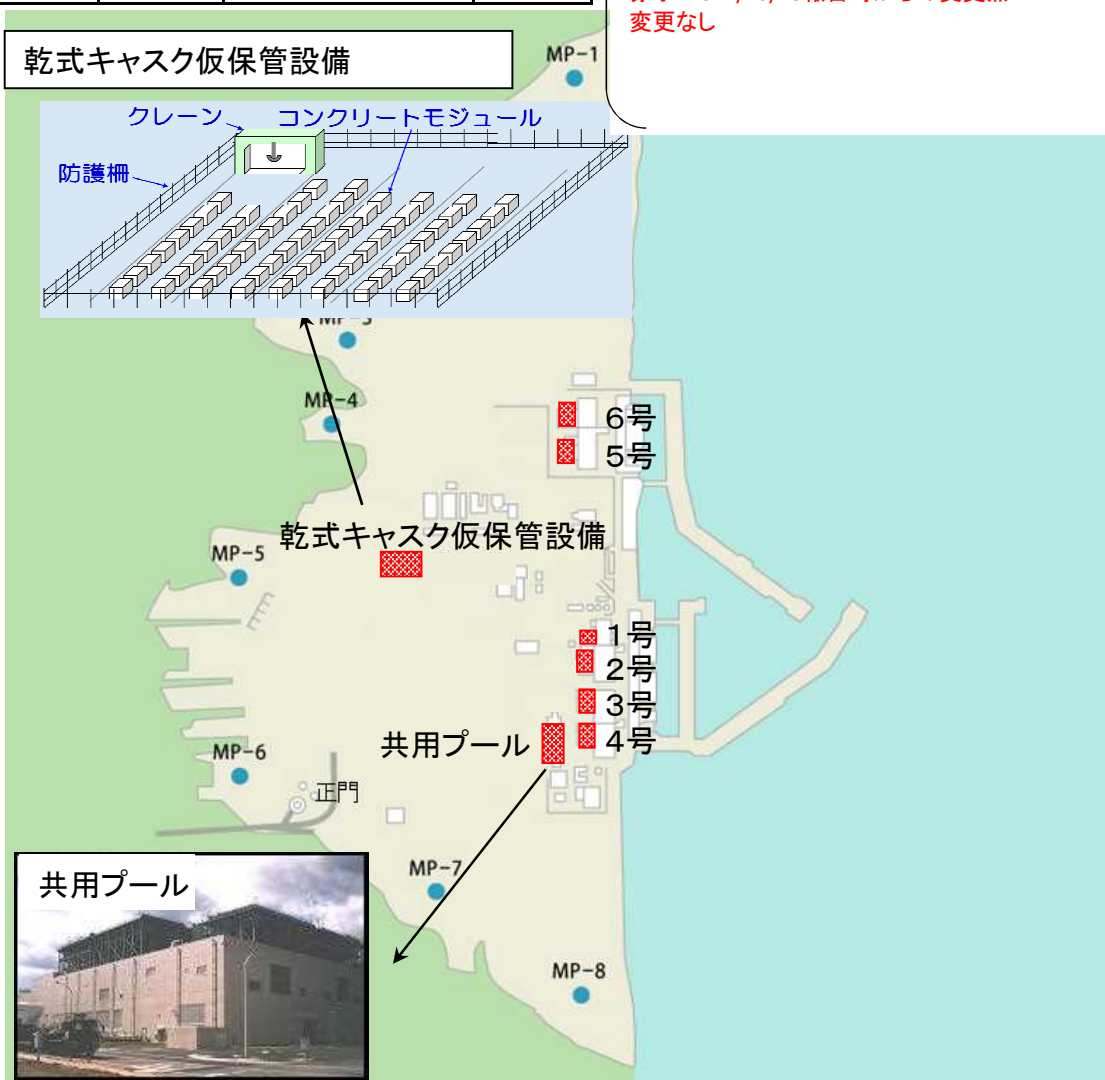 変更なし
乾式キャスク仮保管設備
MP-1
クレーン
コンクリートモジュール
防護柵
MP-4
6号
5号
乾式キャスク仮保管設備
MP-5
1号
2号
3号
4号
共用プール
MP-6
正門
共用プール
MP-7
MP-8